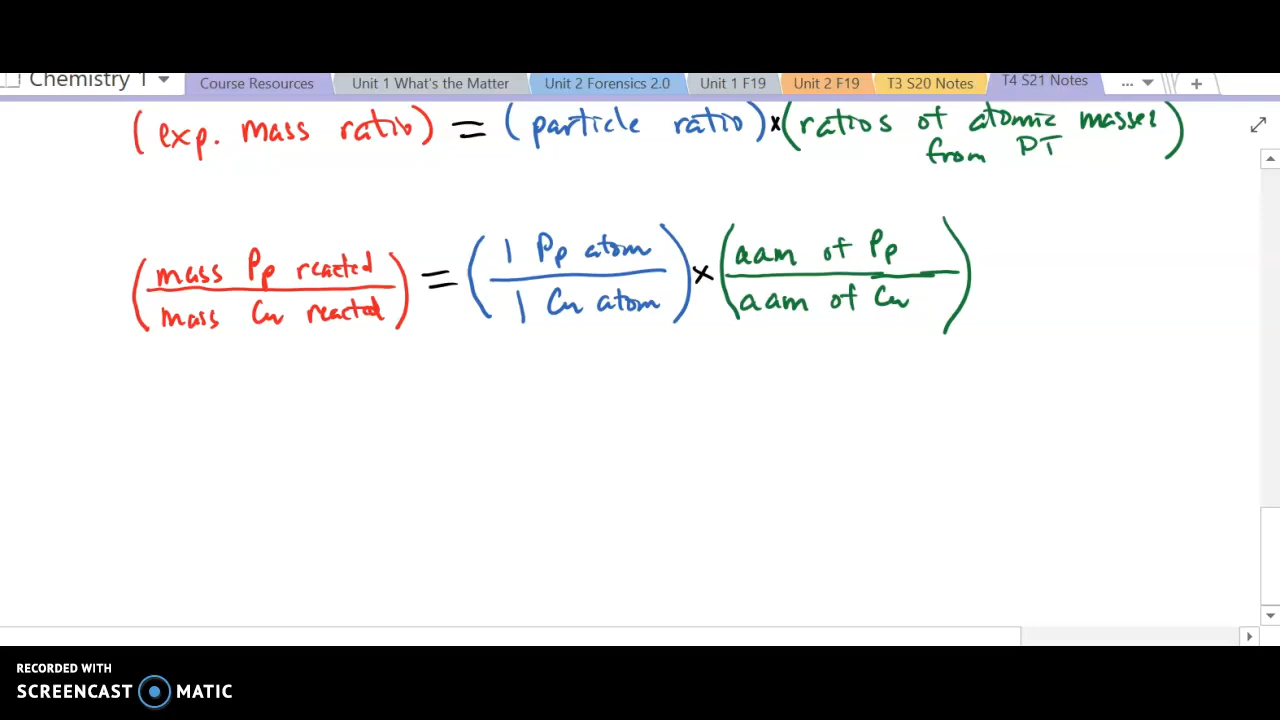 Chemistry 1
Course Resources
Unit 1 What's the Matter
Unit 2 Forensics 2.0
Unit 1 F19
Unit 2 F19
T3 S20 Notes
T4 S21 Notes
...
+
(exp. mass ratio) = (particle ratio) × (ratios of atomic masses
from PT)
(mass Pp reacted / mass Cu reacted) = (1 Pp atom / 1 Cu atom) × (aam of Pp / aam of Cu)
RECORDED WITH
SCREENCAST MATIC